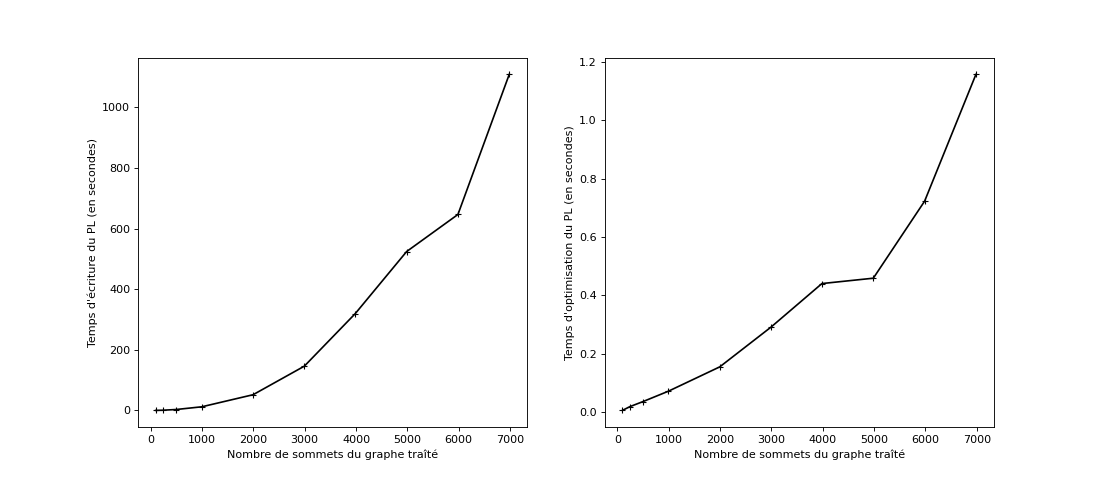 1000
800
600
400
200
0
Temps d'écriture du PL (en secondes)
0 1000 2000 3000 4000 5000 6000 7000
Nombre de sommets du graphe traîté
1.2
1.0
0.8
0.6
0.4
0.2
0.0
Temps d'optimisation du PL (en secondes)
0 1000 2000 3000 4000 5000 6000 7000
Nombre de sommets du graphe traîté